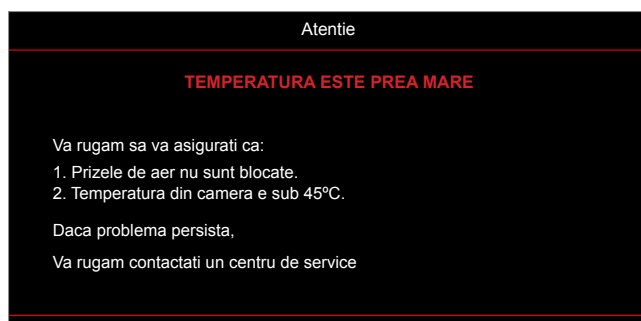 Atentie
TEMPERATURA ESTE PREA MARE
Va rugam sa va asigurati ca:
1. Prizele de aer nu sunt blocate.
2. Temperatura din camera e sub 45ºC.
Daca problema persista,
Va rugam contactati un centru de service